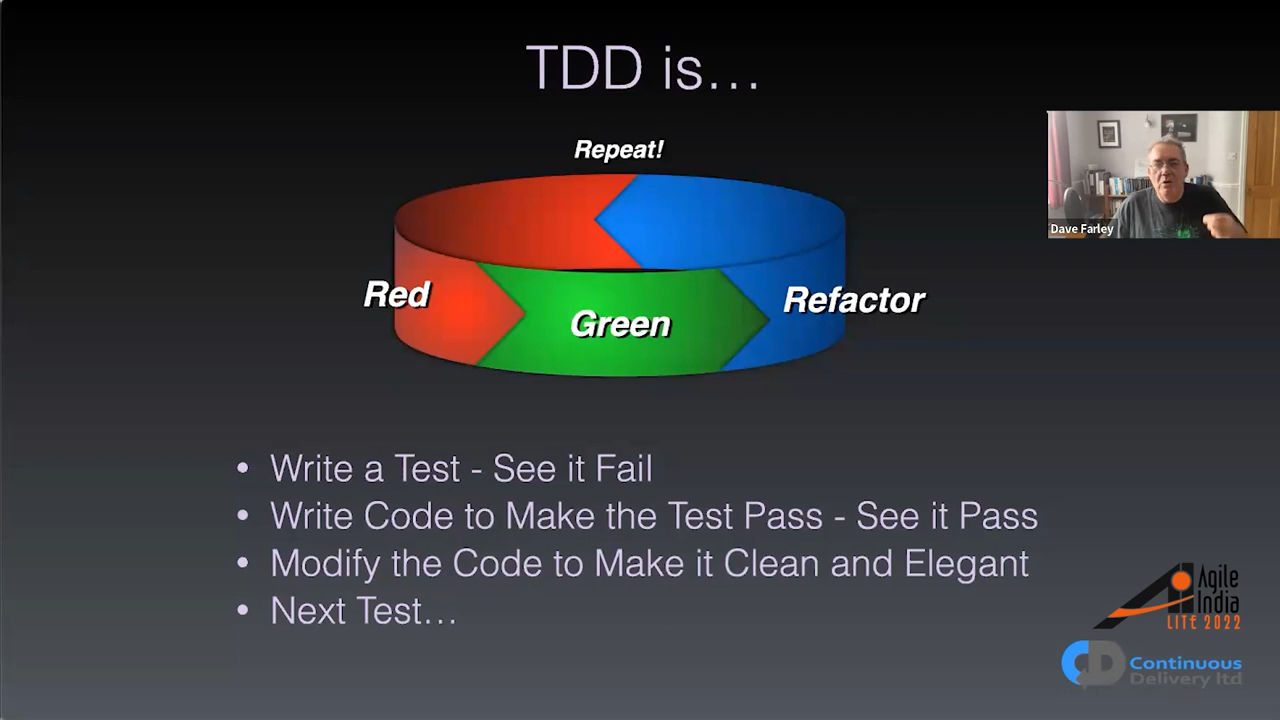 TDD is…
Repeat!
Red
Green
Refactor
Dave Farley
• Write a Test - See it Fail
• Write Code to Make the Test Pass - See it Pass
• Modify the Code to Make it Clean and Elegant
• Next Test…
Agile
India
LITE 2022
CD Continuous
Delivery ltd